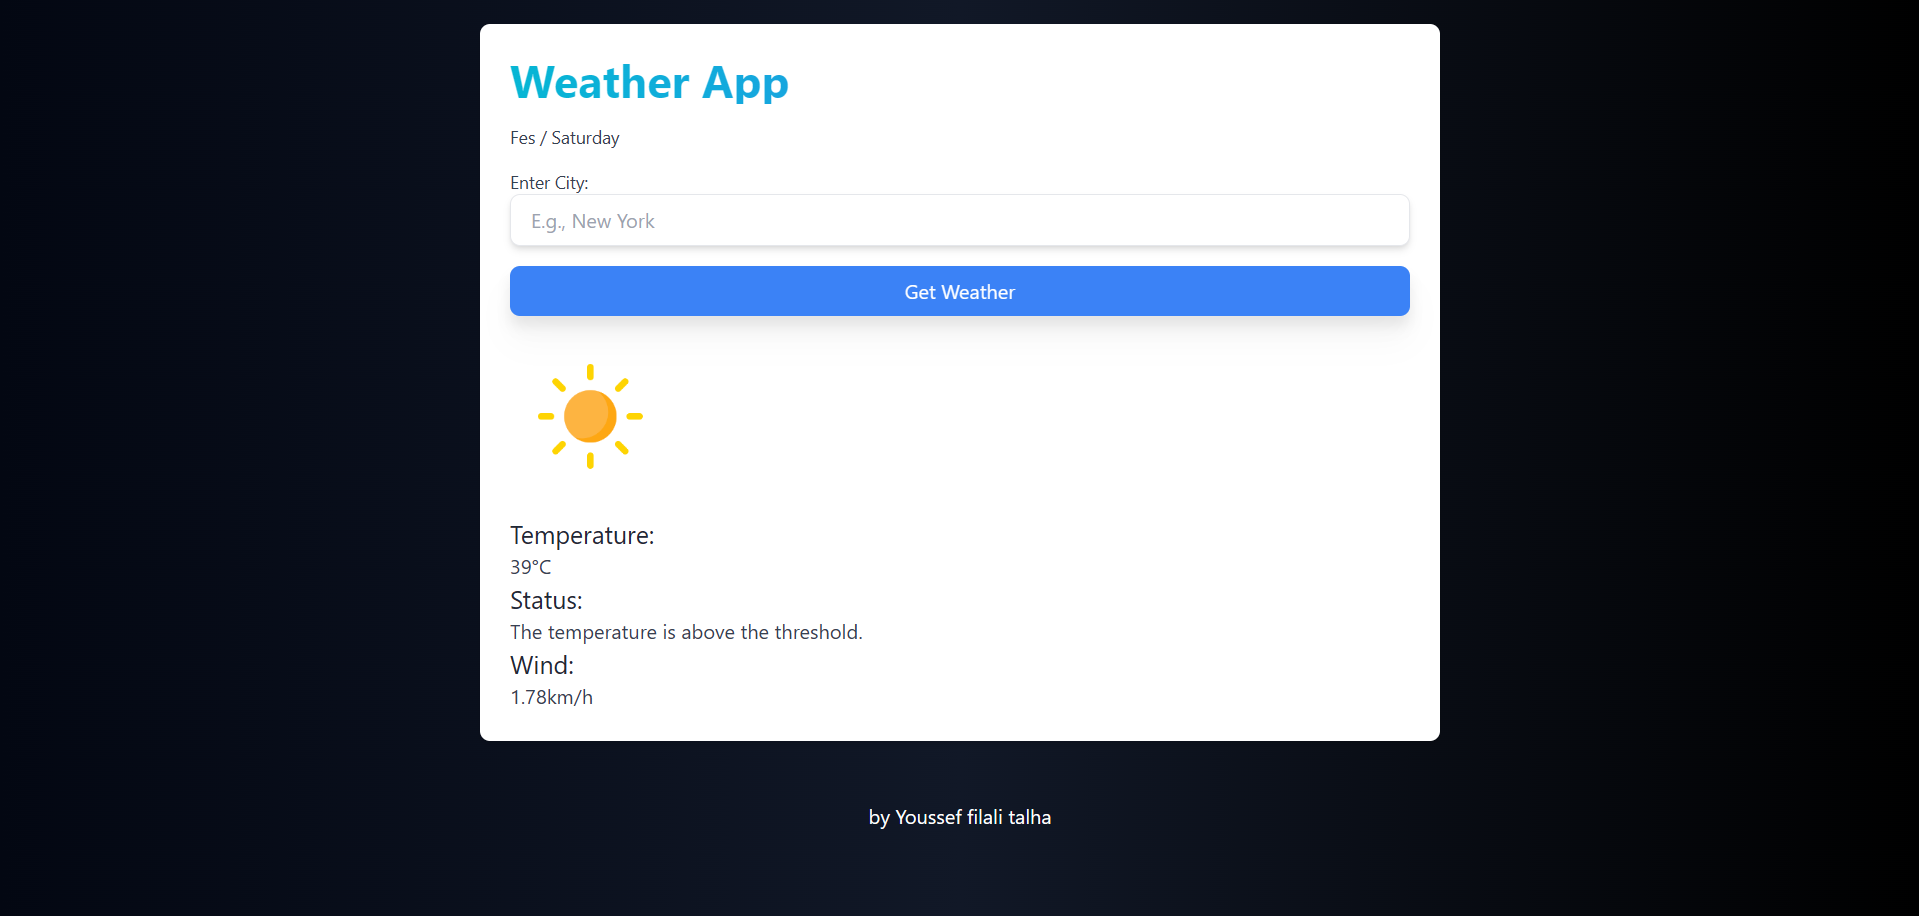 Weather App
Fes / Saturday
Enter City:
E.g., New York
Get Weather
Temperature:
39°C
Status:
The temperature is above the threshold.
Wind:
1.78km/h
by Youssef filali talha